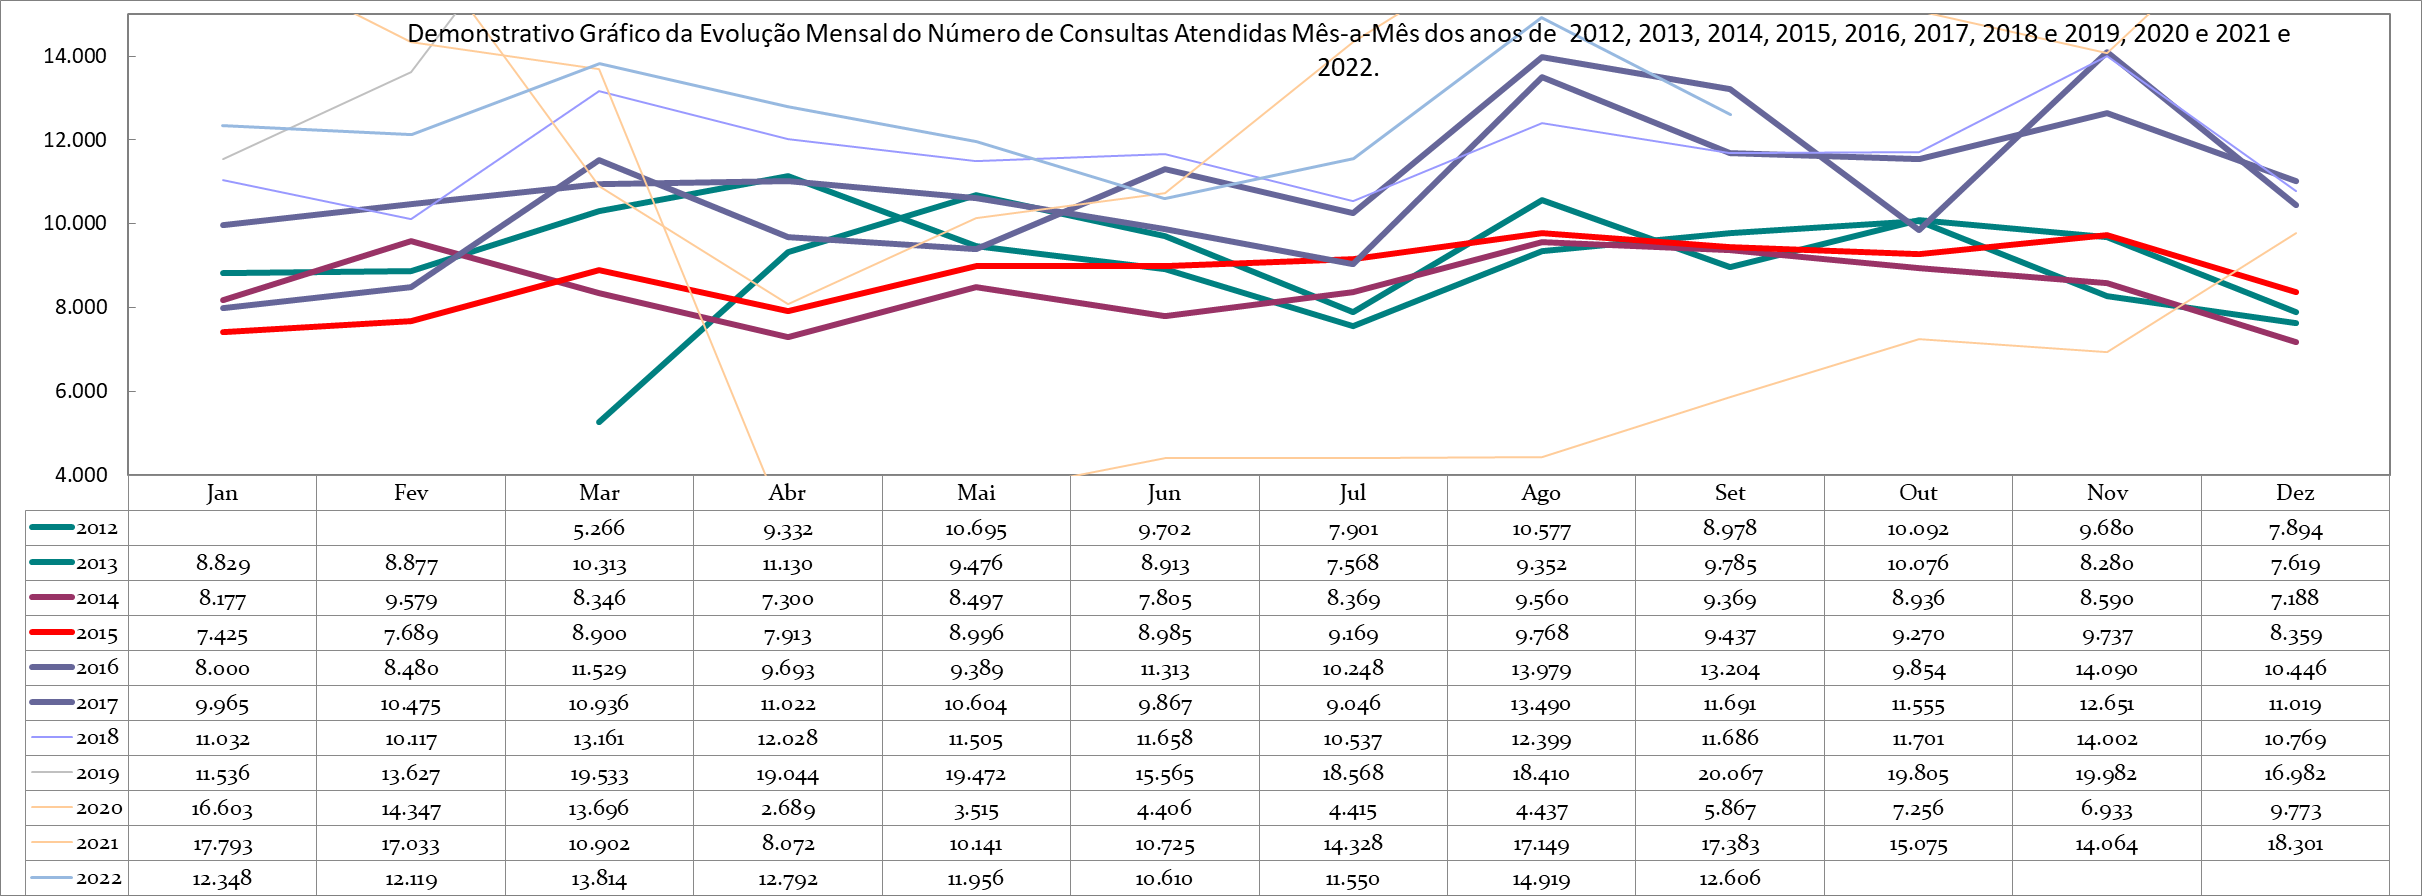 Demonstrativo Gráfico da Evolução Mensal do Número de Consultas Atendidas Mês-a-Mês dos anos de 2012, 2013, 2014, 2015, 2016, 2017, 2018 e 2019, 2020 e 2021 e
2022.
14.000
12.000
10.000
8.000
6.000
4.000
Jan Fev Mar Abr Mai Jun Jul Ago Set Out Nov Dez
2012 5.266 9.332 10.695 9.702 7.901 10.577 8.978 10.092 9.680 7.894
2013 8.829 8.877 10.313 11.130 9.476 8.913 7.568 9.352 9.785 10.076 8.280 7.619
2014 8.177 9.579 8.346 7.300 8.497 7.805 8.369 9.560 9.369 8.936 8.590 7.188
2015 7.425 7.689 8.900 7.913 8.996 8.985 9.169 9.768 9.437 9.270 9.737 8.359
2016 8.000 8.480 11.529 9.693 9.389 11.313 10.248 13.979 13.204 9.854 14.090 10.446
2017 9.965 10.475 10.936 11.022 10.604 9.867 9.046 13.490 11.691 11.555 12.651 11.019
2018 11.032 10.117 13.161 12.028 11.505 11.658 10.537 12.399 11.686 11.701 14.002 10.769
2019 11.536 13.627 19.533 19.044 19.472 15.565 18.568 18.410 20.067 19.805 19.982 16.982
2020 16.603 14.347 13.696 2.689 3.515 4.406 4.415 4.437 5.867 7.256 6.933 9.773
2021 17.793 17.033 10.902 8.072 10.141 10.725 14.328 17.149 17.383 15.075 14.064 18.301
2022 12.348 12.119 13.814 12.792 11.956 10.610 11.550 14.919 12.606